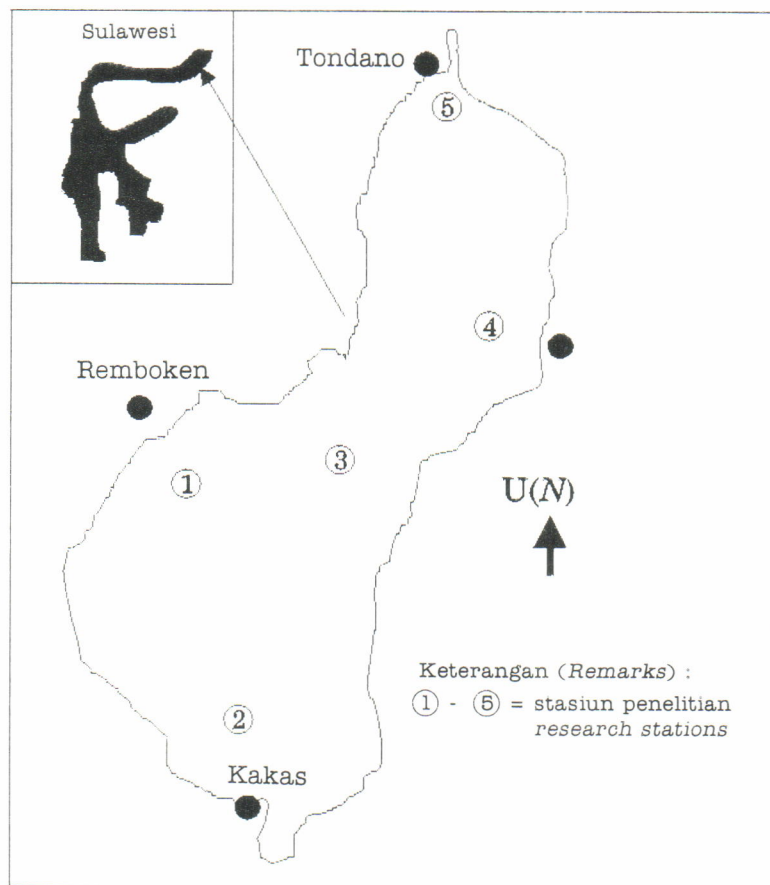 Sulawesi
Tondano
⑤
④
Remboken
③
①
U(N)
Keterangan (Remarks) :
① - ⑤ = stasiun penelitian
research stations
②
Kakas